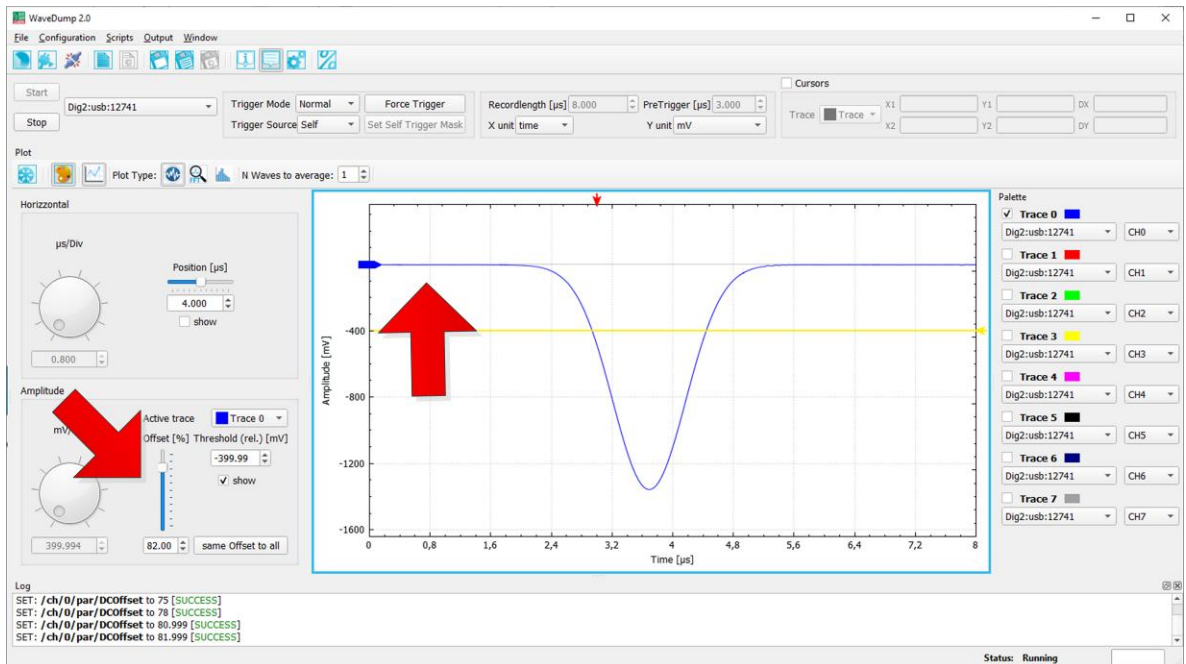 WaveDump 2.0
File Configuration Scripts Output Window
Start
Stop
Dig2:usb:12741
Trigger Mode Normal Force Trigger
Trigger Source Self Set Self Trigger Mask
Recordlength [µs] 8.000 PreTrigger [µs] 3.000
X unit time Y unit mV
Cursors
Trace Trace X1 Y1 DX
X2 Y2 DY
Plot
Plot Type: N Waves to average: 1
Horizzontal
µs/Div
Position [µs]
4.000
show
0.800
Amplitude
Active trace Trace 0
Offset [%] Threshold (rel.) [mV]
-399.99
show
399.994 82.00 same Offset to all
Amplitude [mV]
-400
-800
-1200
-1600
0 0,8 1,6 2,4 3,2 4 4,8 5,6 6,4 7,2 8
Time [µs]
Palette
Trace 0
Dig2:usb:12741 CH0
Trace 1
Dig2:usb:12741 CH1
Trace 2
Dig2:usb:12741 CH2
Trace 3
Dig2:usb:12741 CH3
Trace 4
Dig2:usb:12741 CH4
Trace 5
Dig2:usb:12741 CH5
Trace 6
Dig2:usb:12741 CH6
Trace 7
Dig2:usb:12741 CH7
Log
SET: /ch/0/par/DCOffset to 75 [SUCCESS]
SET: /ch/0/par/DCOffset to 78 [SUCCESS]
SET: /ch/0/par/DCOffset to 80.999 [SUCCESS]
SET: /ch/0/par/DCOffset to 81.999 [SUCCESS]
Status: Running